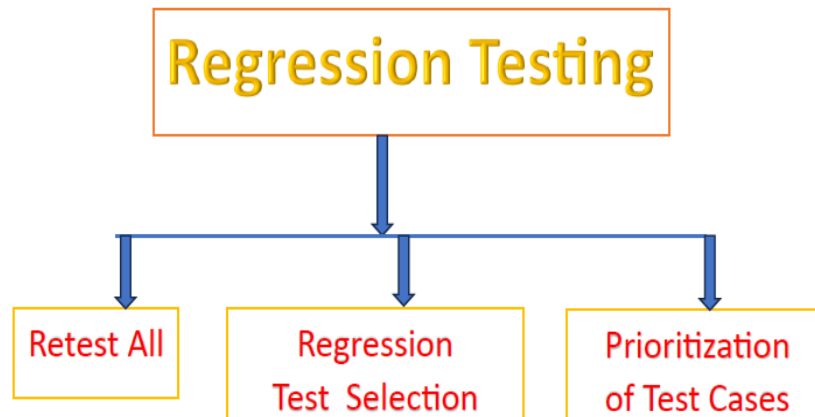 Regression Testing
Retest All
Regression
Test Selection
Prioritization
of Test Cases